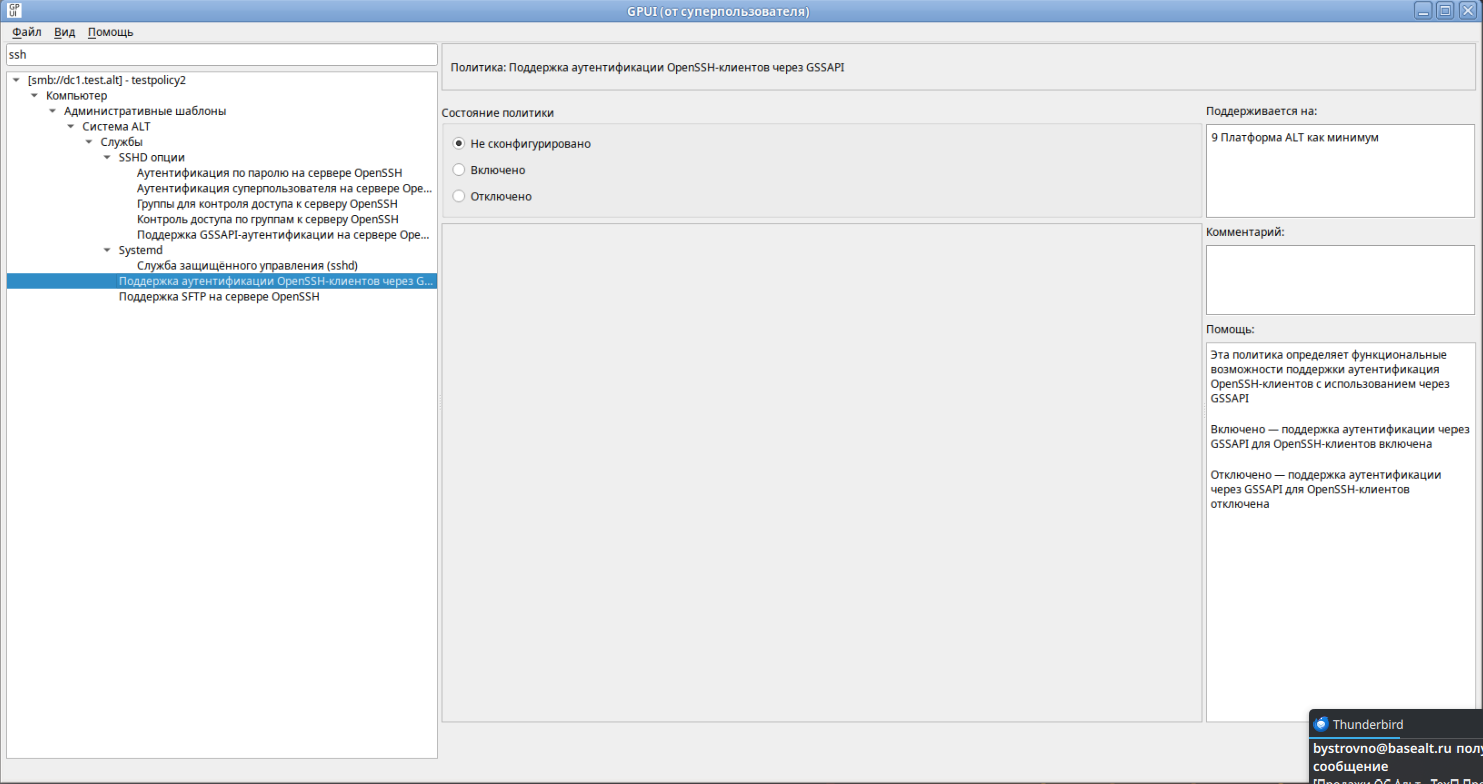 GPUI (от суперпользователя)
GP
UI
Файл Вид Помощь
ssh
[smb://dc1.test.alt] - testpolicy2
Компьютер
Административные шаблоны
Система ALT
Службы
SSHD опции
Аутентификация по паролю на сервере OpenSSH
Аутентификация суперпользователя на сервере Ope...
Группы для контроля доступа к серверу OpenSSH
Контроль доступа по группам к серверу OpenSSH
Поддержка GSSAPI-аутентификации на сервере Ope...
Systemd
Служба защищённого управления (sshd)
Поддержка аутентификации OpenSSH-клиентов через G...
Поддержка SFTP на сервере OpenSSH
Политика: Поддержка аутентификации OpenSSH-клиентов через GSSAPI
Состояние политики
Не сконфигурировано
Включено
Отключено
Поддерживается на:
9 Платформа ALT как минимум
Комментарий:
Помощь:
Эта политика определяет функциональные
возможности поддержки аутентификация
OpenSSH-клиентов с использованием через
GSSAPI
Включено — поддержка аутентификации через
GSSAPI для OpenSSH-клиентов включена
Отключено — поддержка аутентификации
через GSSAPI для OpenSSH-клиентов
отключена
Thunderbird
bystrovno@basealt.ru пол
сообщение